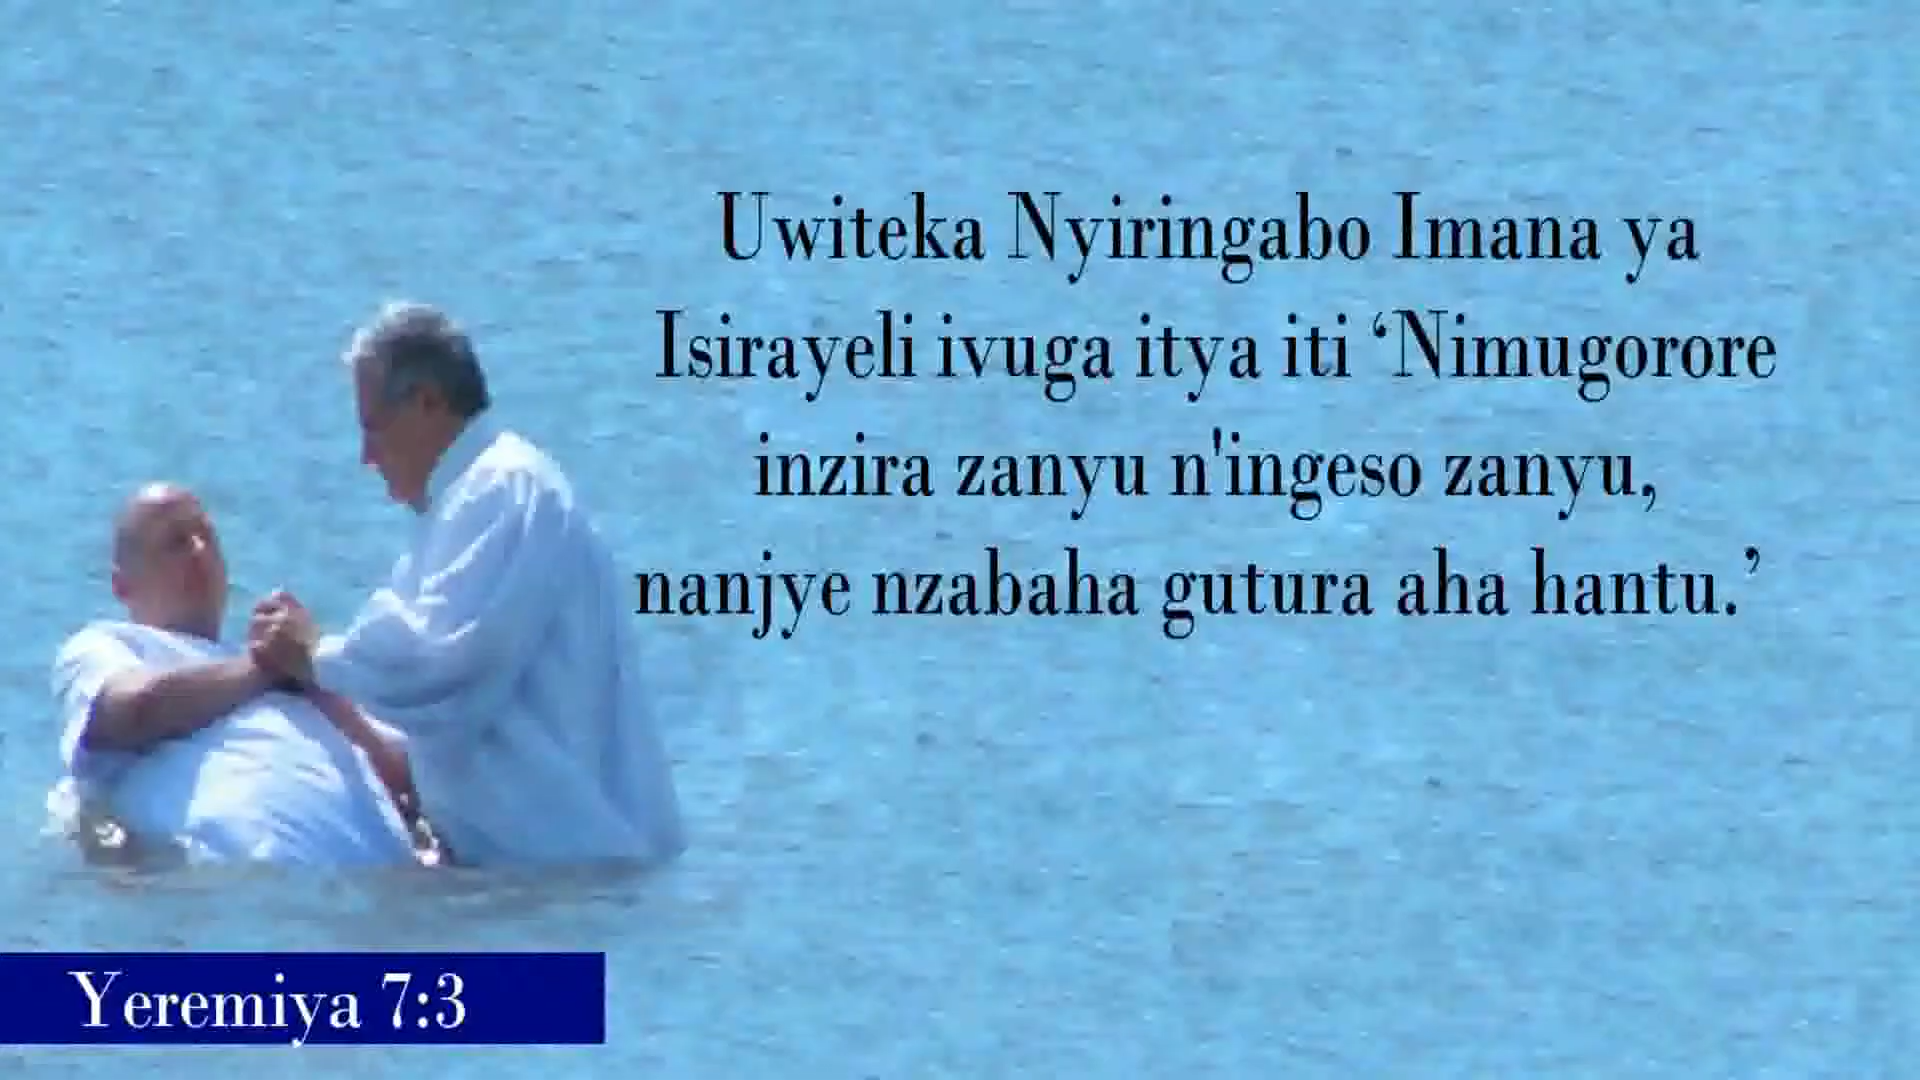 Uwiteka Nyiringabo Imana ya
Isirayeli ivuga itya iti ‘Nimugorore
inzira zanyu n'ingeso zanyu,
nanjye nzabaha gutura aha hantu.’
Yeremiya 7:3